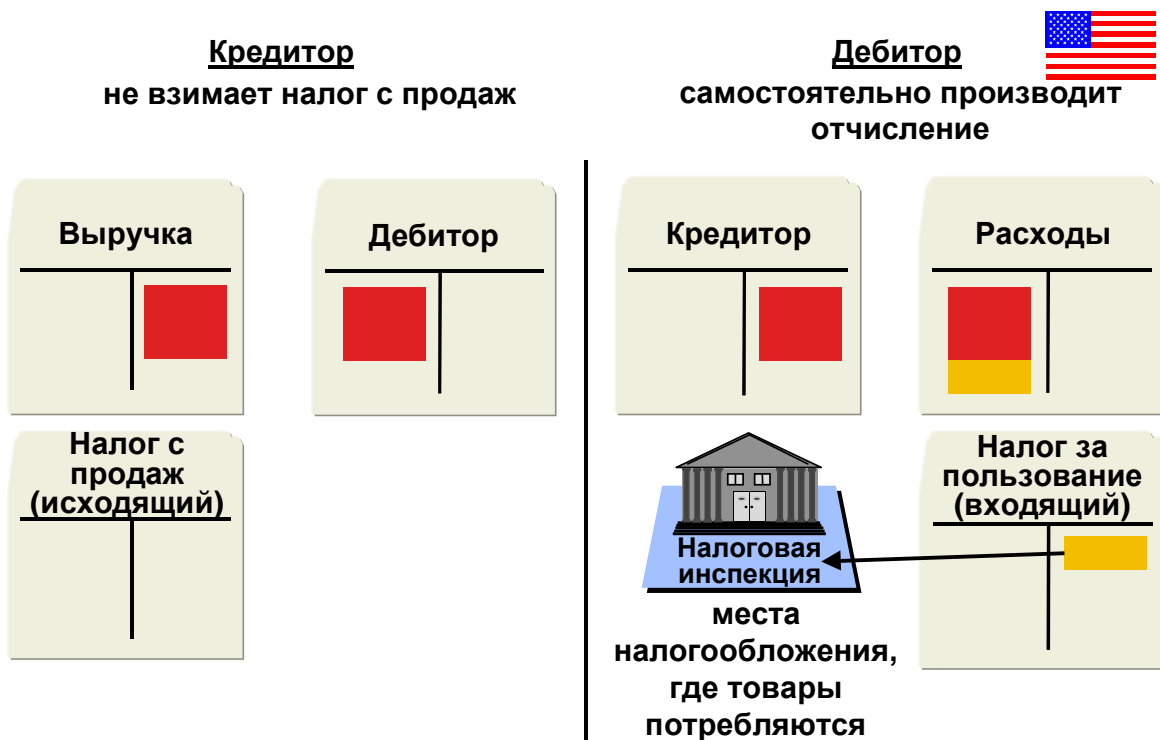 Кредитор
не взимает налог с продаж
Дебитор
самостоятельно производит
отчисление
Выручка
Дебитор
Кредитор
Расходы
Налог с
продаж
(исходящий)
Налоговая
инспекция
места
налогообложения,
где товары
потребляются
Налог за
пользование
(входящий)